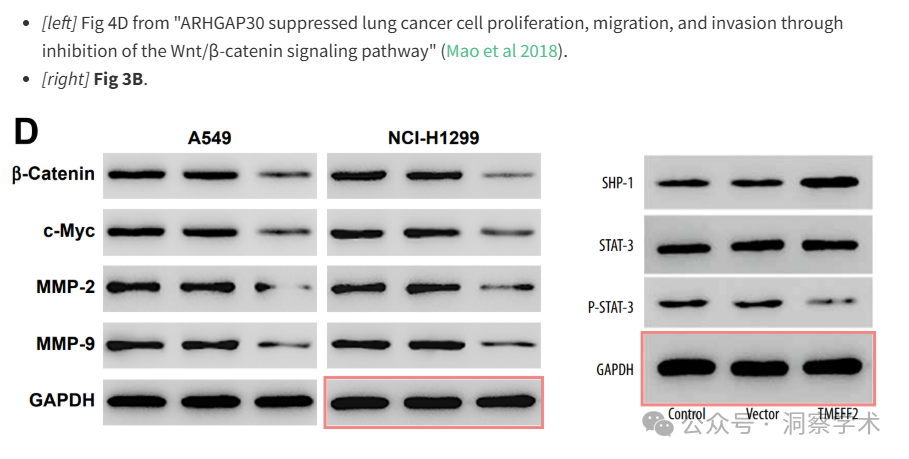 • [left] Fig 4D from "ARHGAP30 suppressed lung cancer cell proliferation, migration, and invasion through
inhibition of the Wnt/β-catenin signaling pathway" (Mao et al 2018).
• [right] Fig 3B.
D
A549
NCI-H1299
β-Catenin
c-Myc
MMP-2
MMP-9
GAPDH
SHP-1
STAT-3
P-STAT-3
GAPDH
Control Vector TMEFF2
公众号 · 洞察学术